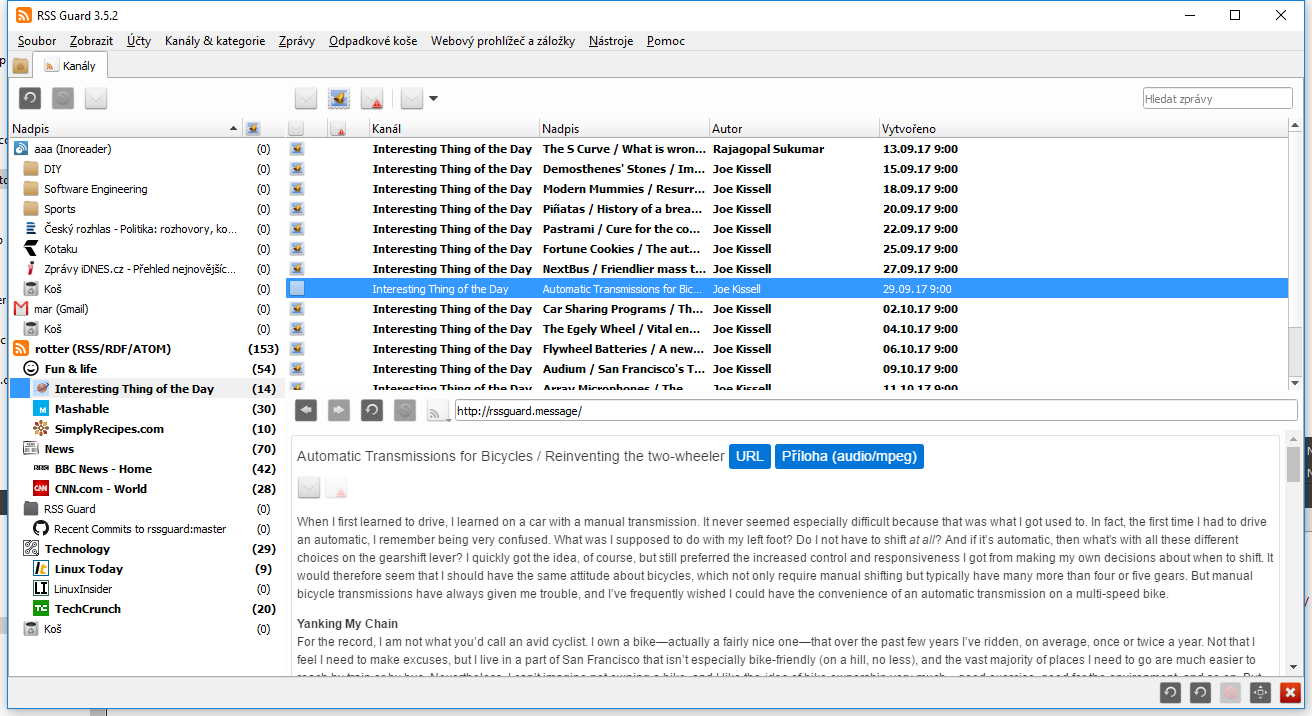 RSS Guard 3.5.2
Soubor Zobrazit Účty Kanály & kategorie Zprávy Odpadkové koše Webový prohlížeč a záložky Nástroje Pomoc
Kanály
Hledat zprávy
Nadpis
aaa (Inoreader) (0)
DIY (0)
Software Engineering (0)
Sports (0)
Český rozhlas - Politika: rozhovory, ko... (0)
Kotaku (0)
Zprávy iDNES.cz - Přehled nejnovějšíc... (0)
Koš (0)
mar (Gmail) (0)
Koš (0)
rotter (RSS/RDF/ATOM) (153)
Fun & life (54)
Interesting Thing of the Day (14)
Mashable (30)
SimplyRecipes.com (10)
News (70)
BBC News - Home (42)
CNN.com - World (28)
RSS Guard (0)
Recent Commits to rssguard:master (0)
Technology (29)
Linux Today (9)
LinuxInsider (0)
TechCrunch (20)
Koš (0)
Kanál Nadpis Autor Vytvořeno
Interesting Thing of the Day The S Curve / What is wron... Rajagopal Sukumar 13.09.17 9:00
Interesting Thing of the Day Demosthenes' Stones / Im... Joe Kissell 15.09.17 9:00
Interesting Thing of the Day Modern Mummies / Resurr... Joe Kissell 18.09.17 9:00
Interesting Thing of the Day Piñatas / History of a brea... Joe Kissell 20.09.17 9:00
Interesting Thing of the Day Pastrami / Cure for the co... Joe Kissell 22.09.17 9:00
Interesting Thing of the Day Fortune Cookies / The aut... Joe Kissell 25.09.17 9:00
Interesting Thing of the Day NextBus / Friendlier mass t... Joe Kissell 27.09.17 9:00
Interesting Thing of the Day Automatic Transmissions for Bic... Joe Kissell 29.09.17 9:00
Interesting Thing of the Day Car Sharing Programs / Th... Joe Kissell 02.10.17 9:00
Interesting Thing of the Day The Egely Wheel / Vital en... Joe Kissell 04.10.17 9:00
Interesting Thing of the Day Flywheel Batteries / A new... Joe Kissell 06.10.17 9:00
Interesting Thing of the Day Audium / San Francisco's T... Joe Kissell 09.10.17 9:00
Interesting Thing of the Day Array Microphones / The Joe Kissell 11.10.17 9:00
http://rssguard.message/
Automatic Transmissions for Bicycles / Reinventing the two-wheeler URL Příloha (audio/mpeg)
When I first learned to drive, I learned on a car with a manual transmission. It never seemed especially difficult because that was what I got used to. In fact, the first time I had to drive
an automatic, I remember being very confused. What was I supposed to do with my left foot? Do I not have to shift at all? And if it's automatic, then what's with all these different
choices on the gearshift lever? I quickly got the idea, of course, but still preferred the increased control and responsiveness I got from making my own decisions about when to shift. It
would therefore seem that I should have the same attitude about bicycles, which not only require manual shifting but typically have many more than four or five gears. But manual
bicycle transmissions have always given me trouble, and I've frequently wished I could have the convenience of an automatic transmission on a multi-speed bike.
Yanking My Chain
For the record, I am not what you'd call an avid cyclist. I own a bike—actually a fairly nice one—that over the past few years I've ridden, on average, once or twice a year. Not that I
feel I need to make excuses, but I live in a part of San Francisco that isn't especially bike-friendly (on a hill, no less), and the vast majority of places I need to go are much easier to